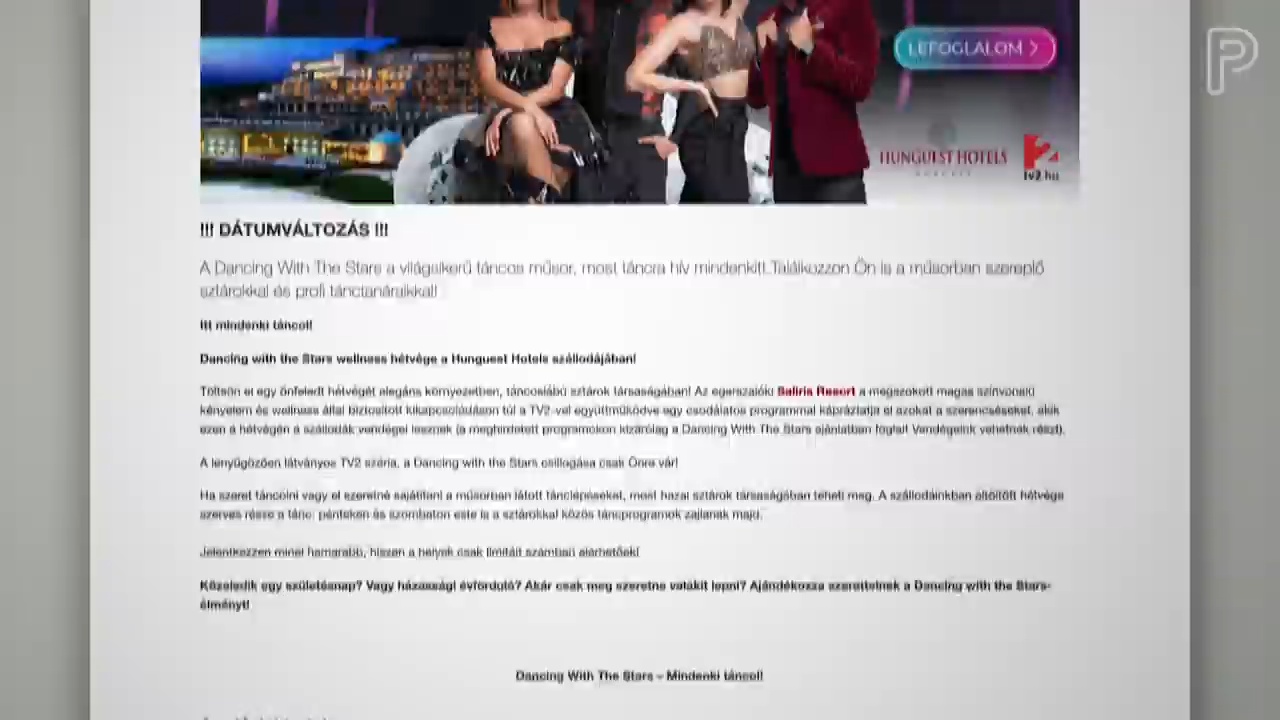 P
LEFOGLALOM >
HUNGUEST HOTELS
tv2.hu
!!! DÁTUMVÁLTOZÁS !!!
A Dancing With The Stars a világsikerű táncos műsor, most táncra hív mindenkit! Találkozzon Ön is a műsorban szereplő
sztárokkal és profi tánctanáraikkal!
Itt mindenki táncol!
Dancing with the Stars wellness hétvége a Hunguest Hotels szállodájában!
Töltsön el egy önfeledt hétvégét elegáns környezetben, táncoslábú sztárok társaságában! Az egerszalóki Saliris Resort a megszokott magas színvonalú
kényelem és wellness által biztosított kikapcsolódáson túl a TV2-vel együttműködve egy csodálatos programmal kápráztatja el azokat a szerencséseket, akik
ezen a hétvégén a szállodák vendégei lesznek (a meghirdetett programokon kizárólag a Dancing With The Stars ajánlatban foglalt Vendégeink vehetnek részt).
A lenyűgözően látványos TV2 széria, a Dancing with the Stars csillogása csak Önre vár!
Ha szeret táncolni vagy el szeretné sajátítani a műsorban látott tánclépéseket, most hazai sztárok társaságában teheti meg. A szállodáinkban eltöltött hétvége
szerves része a tánc: pénteken és szombaton este is a sztárokkal közös táncprogramok zajlanak majd.
Jelentkezzen minél hamarabb, hiszen a helyek csak limitált számban elérhetőek!
Közeledik egy születésnap? Vagy házassági évforduló? Akár csak meg szeretne valakit lepni? Ajándékozza szeretteinek a Dancing with the Stars-
élményt!
Dancing With The Stars – Mindenki táncol!